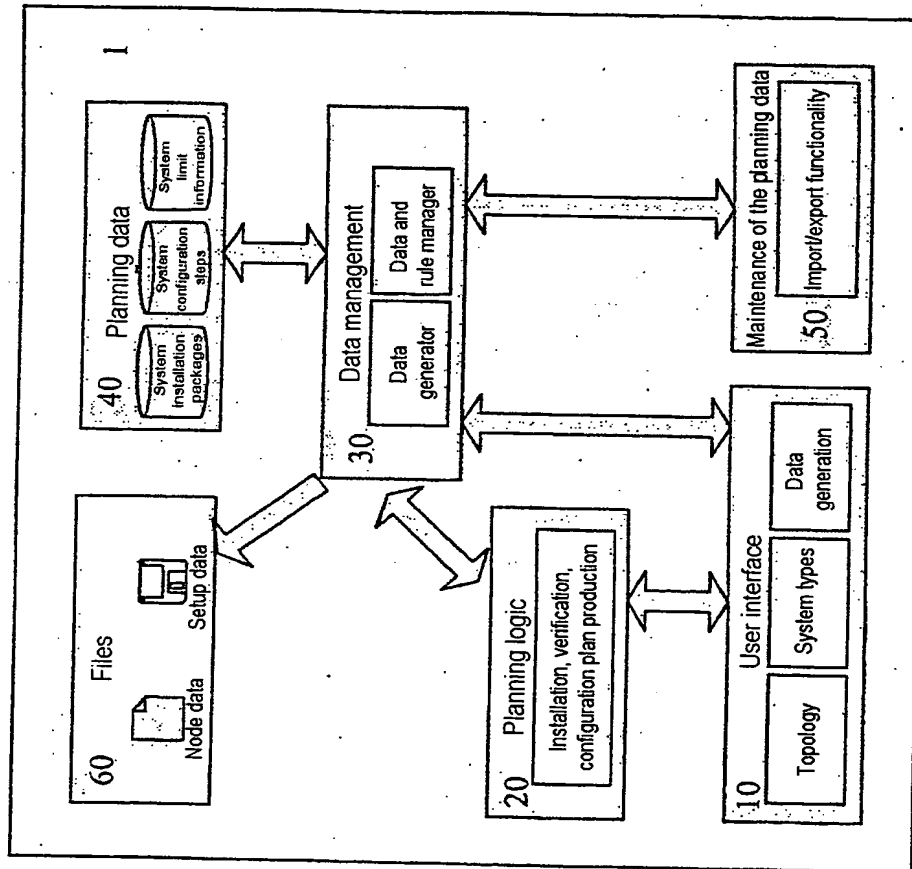 1
60
Files
Node data
Setup data
40
Planning data
System
Installation
packages
System
configuration
steps
System
limit
information
30
Data management
Data
generator
Data and
rule manager
20
Planning logic
Installation, verification,
configuration plan production
10
User interface
Topology
System types
Data
generation
Maintenance of the planning data
50
Import/export functionality